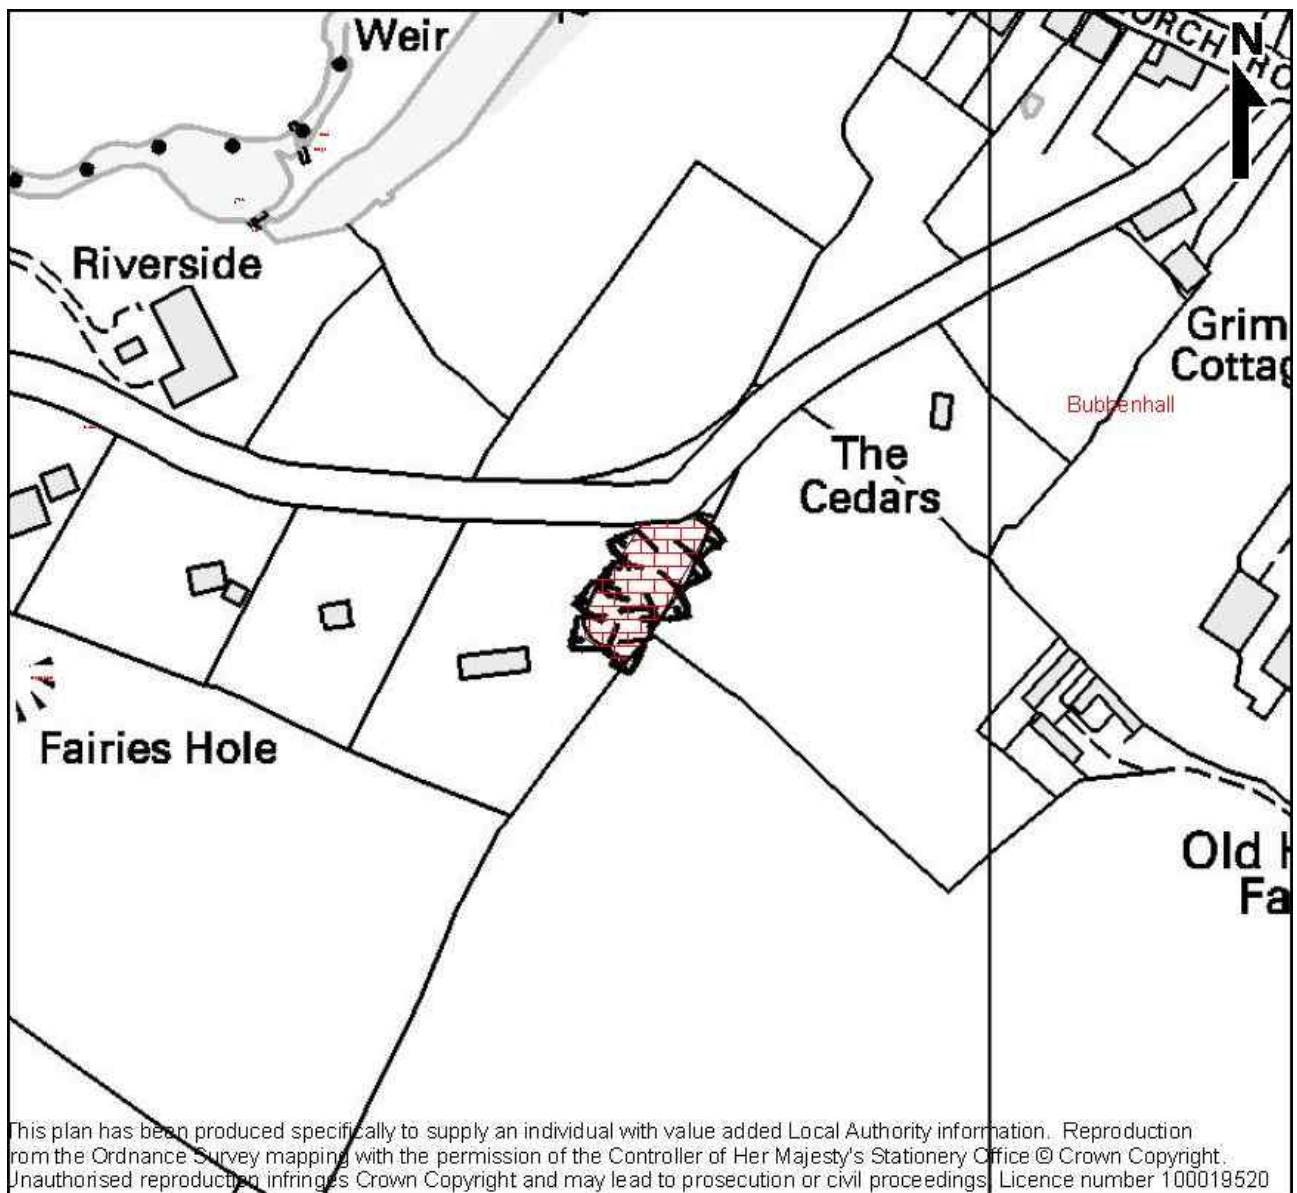 Weir
N
Riverside
Grim
Cottag
Bubbenhall
The
Cedars
Fairies Hole
Old H
Fa
This plan has been produced specifically to supply an individual with value added Local Authority information. Reproduction
rom the Ordnance Survey mapping with the permission of the Controller of Her Majesty's Stationery Office © Crown Copyright.
Unauthorised reproduction infringes Crown Copyright and may lead to prosecution or civil proceedings. Licence number 100019520